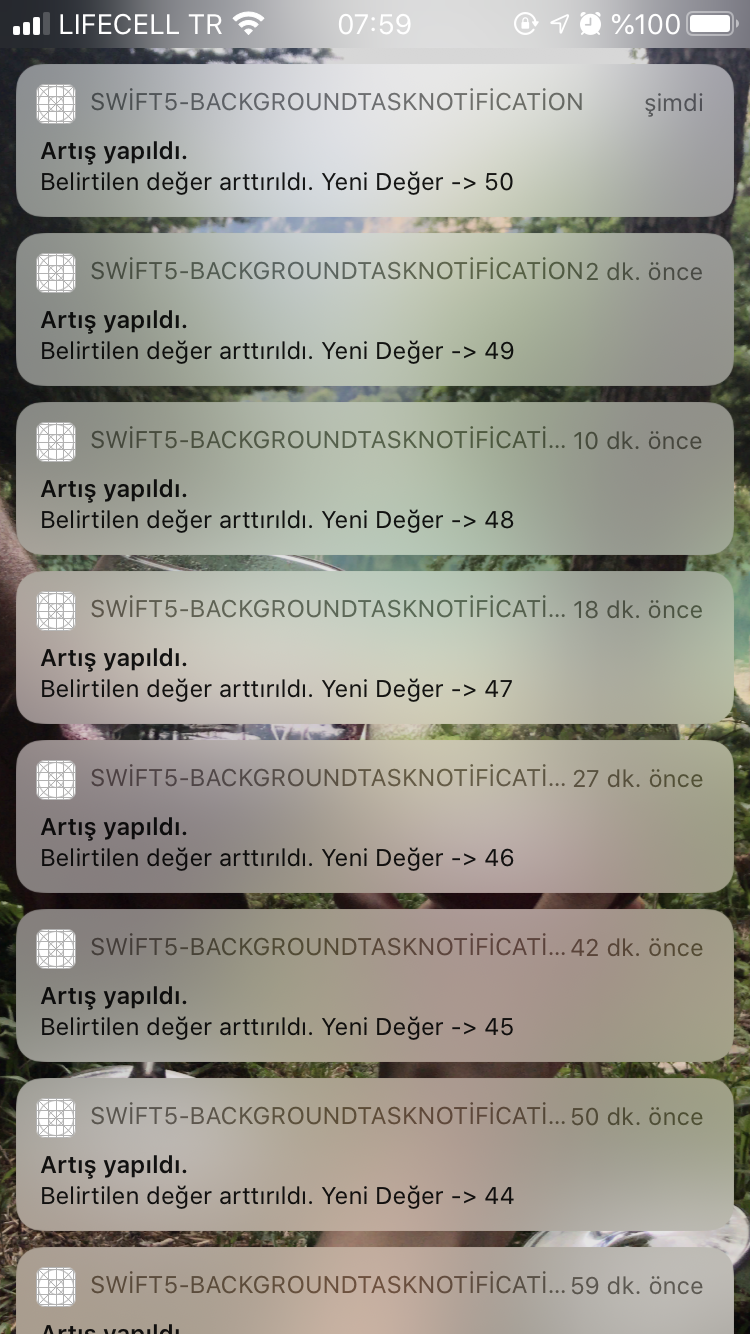 LIFECELL TR 07:59 %100
SWİFT5-BACKGROUNDTASKNOTİFİCATİON şimdi
Artış yapıldı.
Belirtilen değer arttırıldı. Yeni Değer -> 50
SWİFT5-BACKGROUNDTASKNOTİFİCATİON 2 dk. önce
Artış yapıldı.
Belirtilen değer arttırıldı. Yeni Değer -> 49
SWİFT5-BACKGROUNDTASKNOTİFİCATİ... 10 dk. önce
Artış yapıldı.
Belirtilen değer arttırıldı. Yeni Değer -> 48
SWİFT5-BACKGROUNDTASKNOTİFİCATİ... 18 dk. önce
Artış yapıldı.
Belirtilen değer arttırıldı. Yeni Değer -> 47
SWİFT5-BACKGROUNDTASKNOTİFİCATİ... 27 dk. önce
Artış yapıldı.
Belirtilen değer arttırıldı. Yeni Değer -> 46
SWİFT5-BACKGROUNDTASKNOTİFİCATİ... 42 dk. önce
Artış yapıldı.
Belirtilen değer arttırıldı. Yeni Değer -> 45
SWİFT5-BACKGROUNDTASKNOTİFİCATİ... 50 dk. önce
Artış yapıldı.
Belirtilen değer arttırıldı. Yeni Değer -> 44
SWİFT5-BACKGROUNDTASKNOTİFİCATİ... 59 dk. önce
Artış yapıldı.